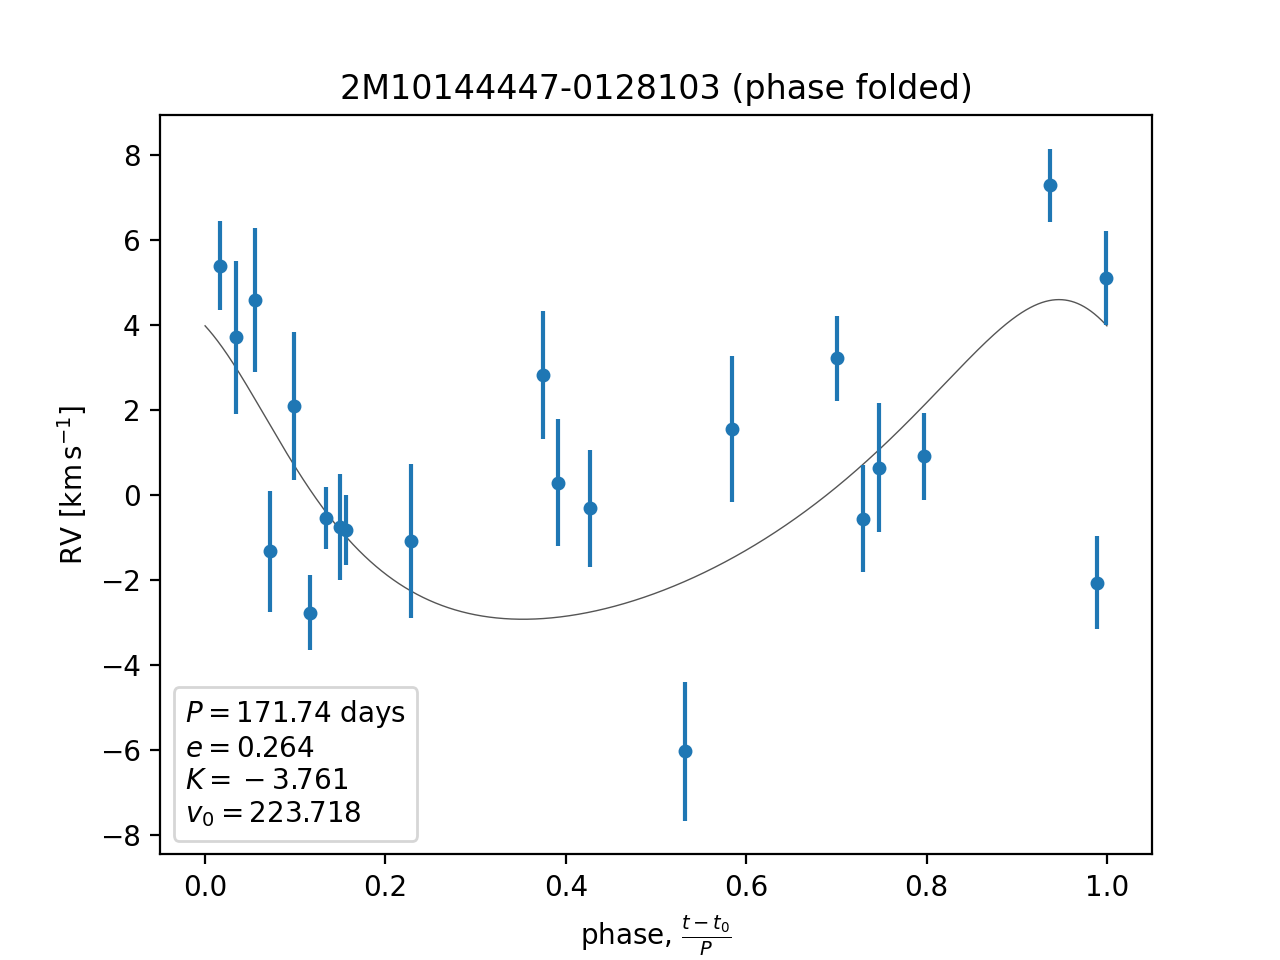 2M10144447-0128103 (phase folded)
RV [km s⁻¹]
8
6
4
2
0
−2
−4
−6
−8
P = 171.74 days
e = 0.264
K = −3.761
v₀ = 223.718
0.0 0.2 0.4 0.6 0.8 1.0
phase, (t − t₀)/P